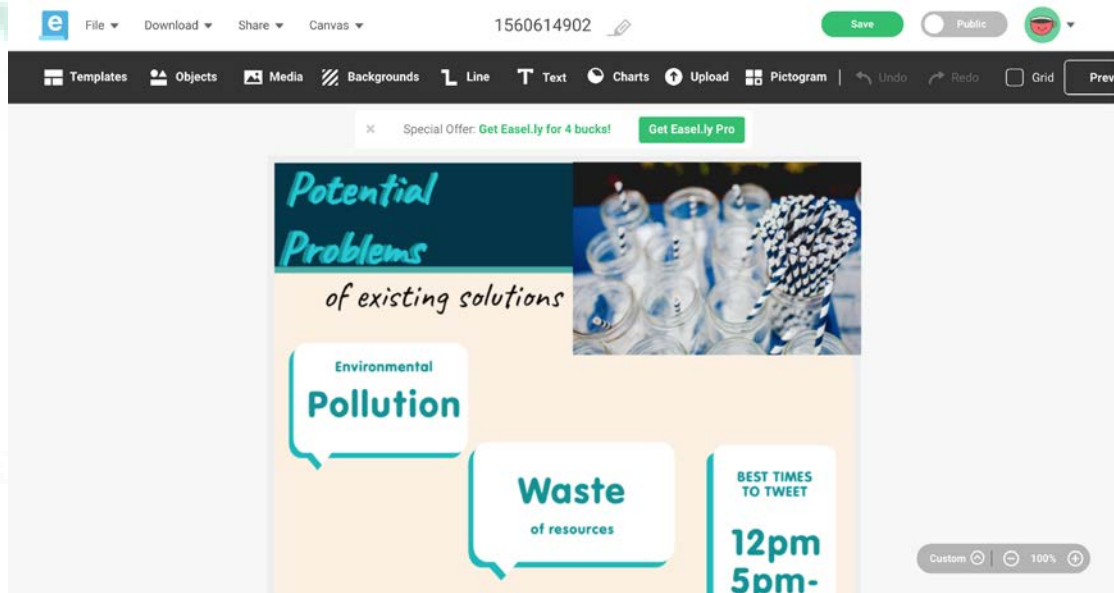 e File Download Share Canvas 1560614902 Save Public
Templates Objects Media Backgrounds Line Text Charts Upload Pictogram | Undo Redo Grid Prev
× Special Offer: Get Easel.ly for 4 bucks! Get Easel.ly Pro
Potential
Problems
of existing solutions
Environmental
Pollution
Waste
of resources
BEST TIMES
TO TWEET
12pm
5pm-
Custom 100%